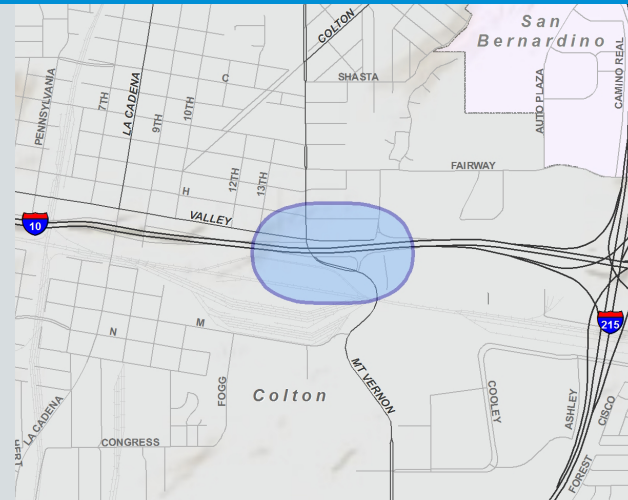 COLTON
San
Bernardino
CAMINO REAL
SHASTA
C
PENNSYLVANIA
7TH
LA CADENA
9TH
10TH
AUTO PLAZA
FAIRWAY
H
12TH
13TH
VALLEY
10
I
215
N
M
MT VERNON
Colton
FOGG
COOLEY
ASHLEY
CISCO
LA CADENA
CONGRESS
FOREST